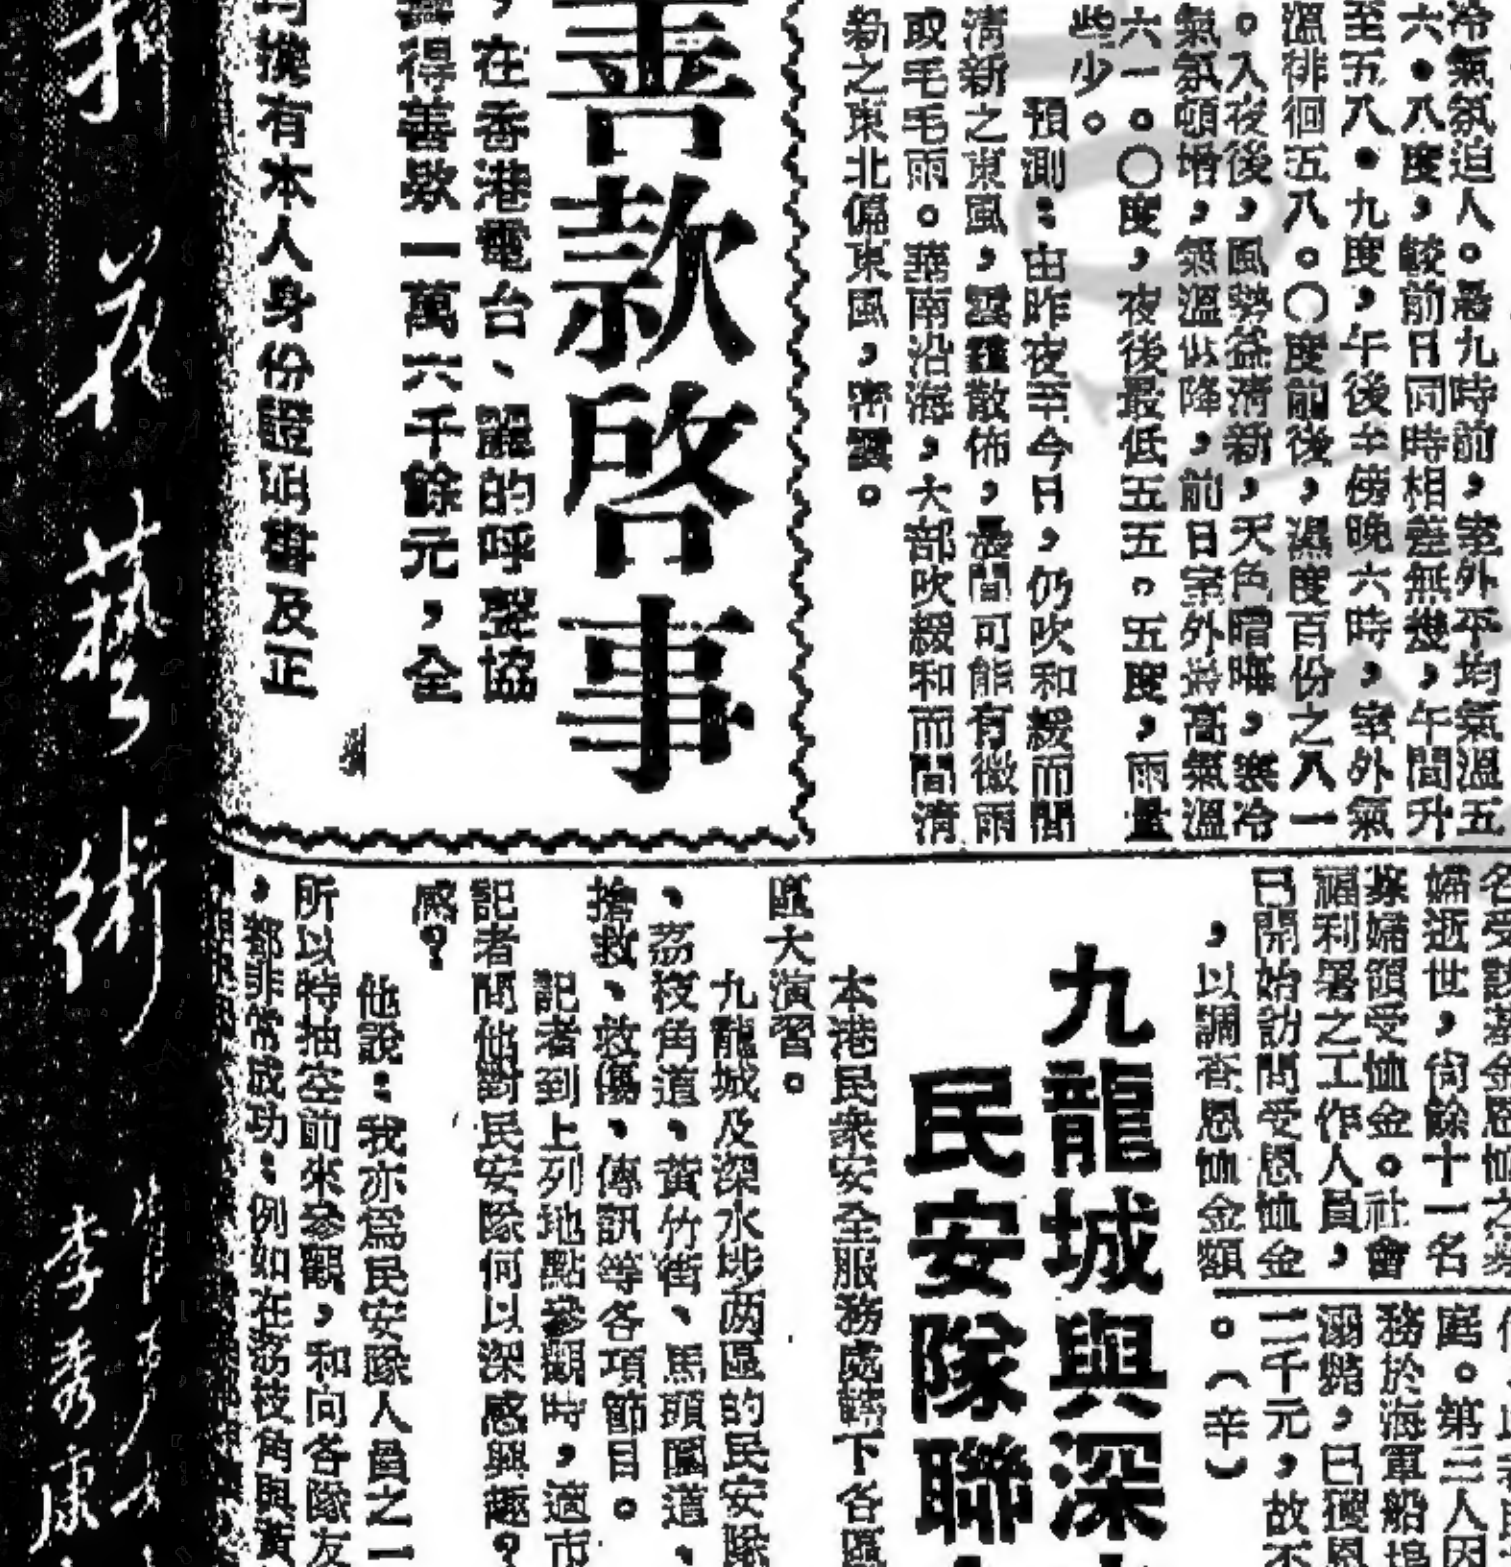 冷氣氛迫人。晨九時前，室外平均氣溫五
六•八度，較前日同時相差無幾，午間升
至五八•九度，午後至傍晚六時，室外氣
溫徘徊五八。〇度前後，濕度百份之八一
。入夜後，風勢益清新，天色暗晦，寒冷
氣氛頓增，氣溫佔降，前日室外最高氣溫
六一。〇度，夜後最低五五。五度，雨量
些少。
預測：由昨夜至今日，仍吹和緩而間
清新之東風，雲霾散佈，晨間可能有微雨
或毛毛雨。華南沿海，大部吹緩和而間清
新之東北偏東風，密雲。
善款啓事
，在香港電台、麗的呼聲協
得善欵一萬六千餘元，全
均携有本人身份證明書及正
插花藝術
李秀康
婦逝世，尙餘十一名
寡婦領受恤金。社會
福利署之工作人員，
已開始訪問受恩恤金
，以調查恩恤金額
庭。第三人因
務於海軍船塢
溺斃，已獲恩
二千元，故不
。（辛）
九龍城與深
民安隊聯
本港民衆安全服務處轄下各區
區大演習。
九龍城及深水埗两區的民安隊
、荔枝角道、黃竹街、馬頭圍道、
搶救、救傷、傳訊等各項節目。
記者到上列地點參觀時，適市
記者問他對民安隊何以深感興趣？
感？
他說：我亦爲民安隊人員之一
所以特抽空前來參觀，和向各隊友
，都非常成功：例如在荔枝角與黃